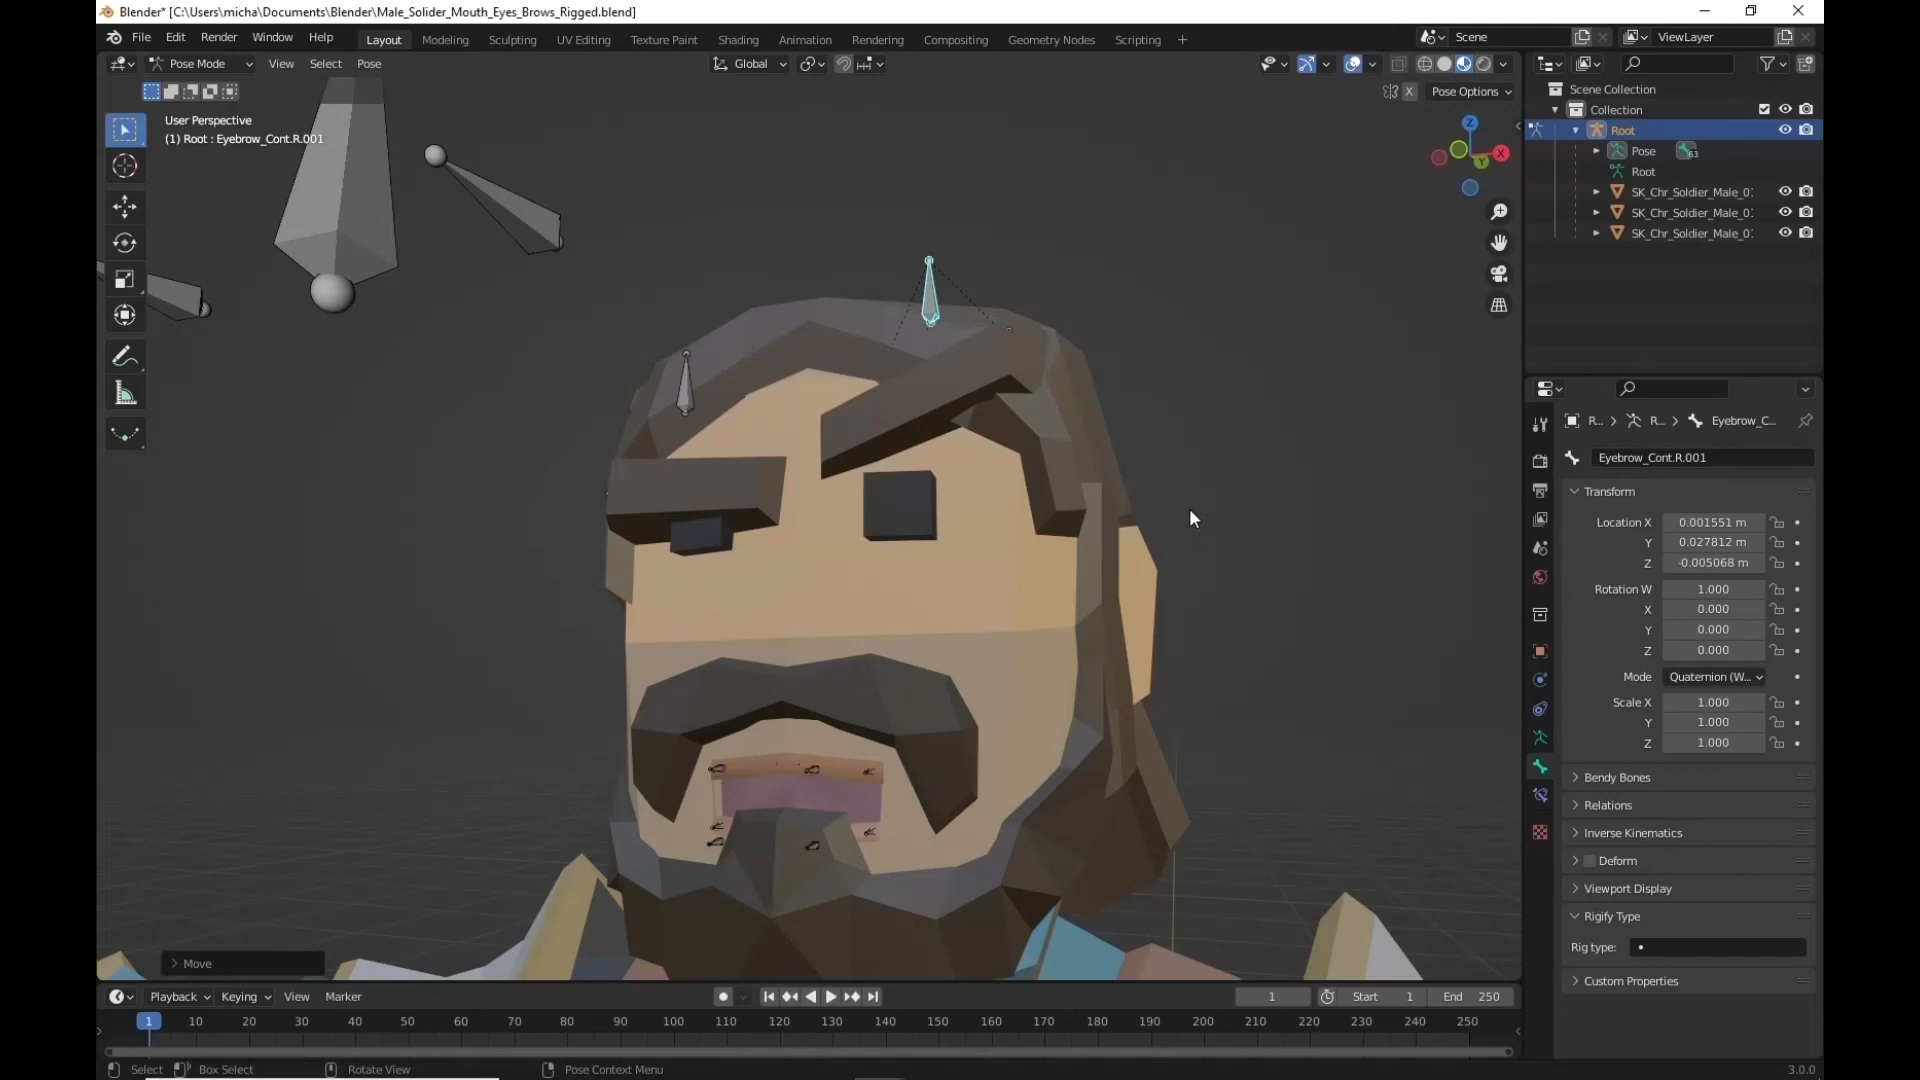 Blender* [C:\Users\micha\Documents\Blender\Male_Solider_Mouth_Eyes_Brows_Rigged.blend]
File Edit Render Window Help Layout Modeling Sculpting UV Editing Texture Paint Shading Animation Rendering Compositing Geometry Nodes Scripting + Scene ViewLayer
Pose Mode View Select Pose Global
X Pose Options
User Perspective
(1) Root : Eyebrow_Cont.R.001
Z
X
Y
Scene Collection
Collection
Root
Pose 63
Root
SK_Chr_Soldier_Male_0
SK_Chr_Soldier_Male_0
SK_Chr_Soldier_Male_0
R... R... Eyebrow_C...
Eyebrow_Cont.R.001
Transform
Location X 0.001551 m
Y 0.027812 m
Z -0.005068 m
Rotation W 1.000
X 0.000
Y 0.000
Z 0.000
Mode Quaternion (W...
Scale X 1.000
Y 1.000
Z 1.000
Bendy Bones
Relations
Inverse Kinematics
Deform
Viewport Display
Rigify Type
Rig type:
Custom Properties
Move
Playback Keying View Marker 1 Start 1 End 250
1 10 20 30 40 50 60 70 80 90 100 110 120 130 140 150 160 170 180 190 200 210 220 230 240 250
Select Box Select Rotate View Pose Context Menu 3.0.0